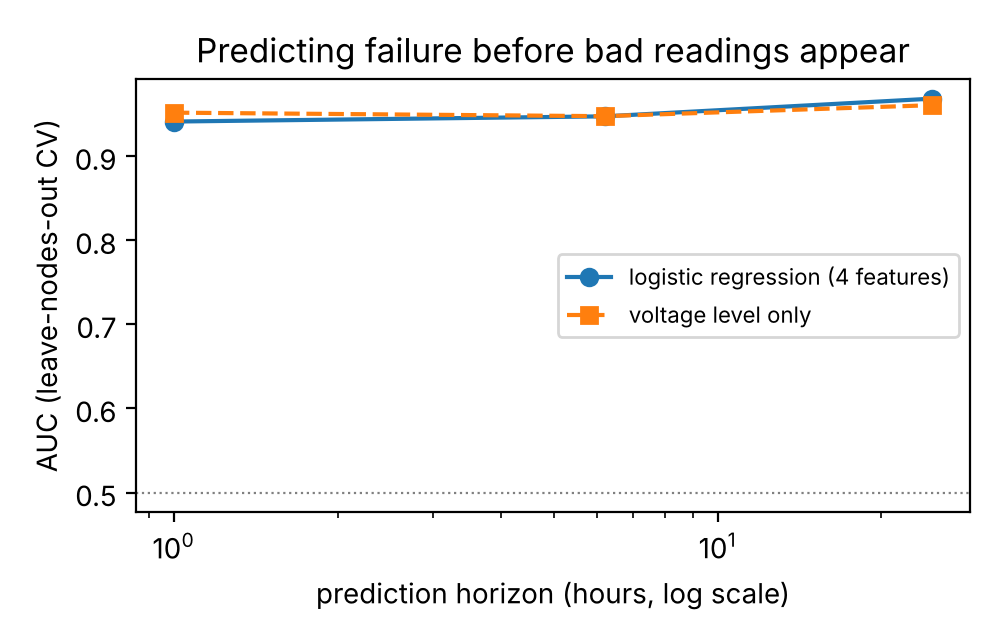 Predicting failure before bad readings appear
AUC (leave-nodes-out CV)
0.9
0.8
0.7
0.6
0.5
logistic regression (4 features)
voltage level only
10⁰
10¹
prediction horizon (hours, log scale)